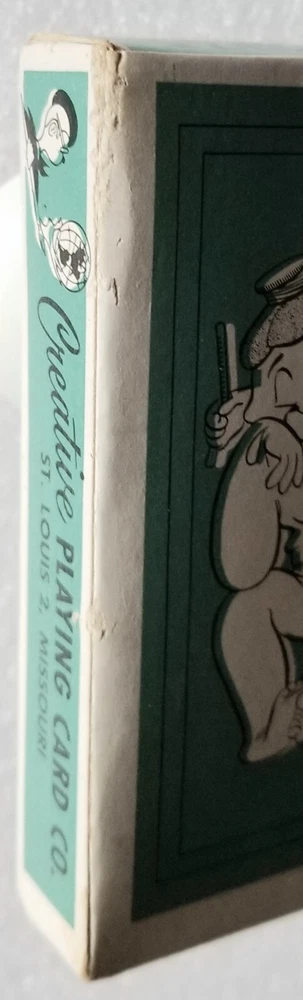 Creative PLAYING CARD CO.
ST. LOUIS 2, MISSOURI